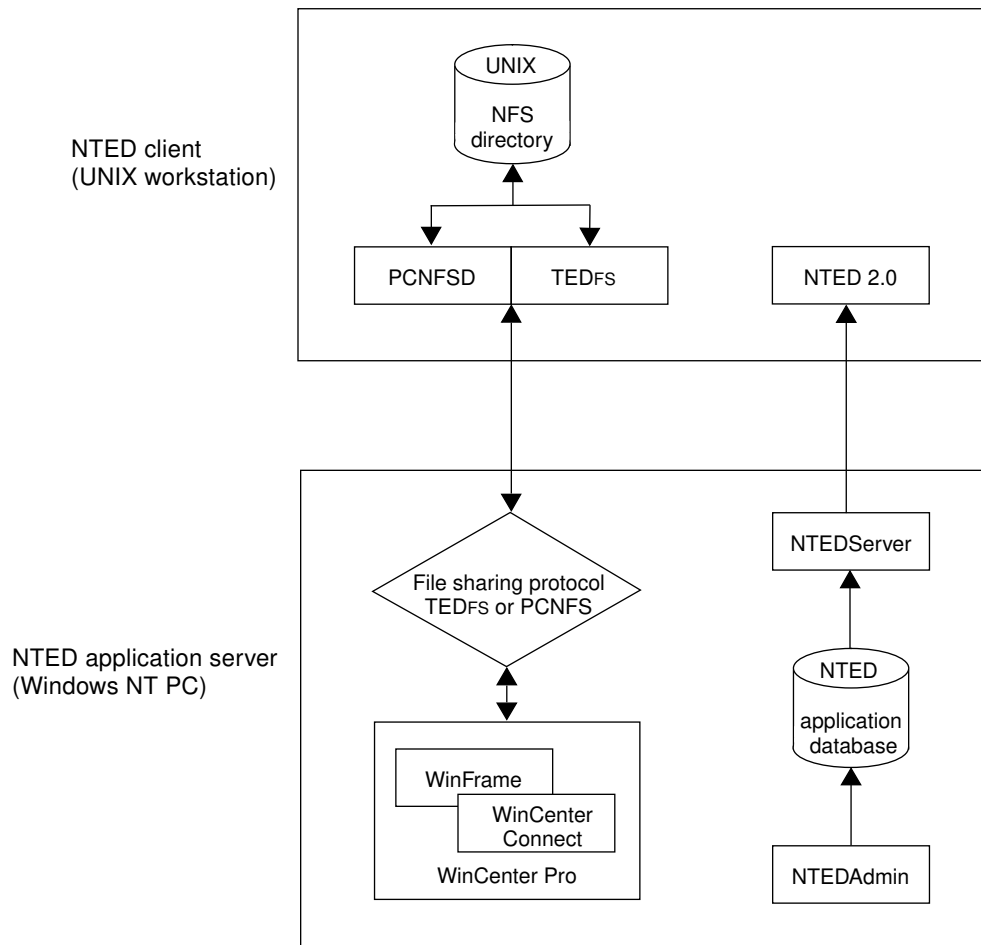 UNIX
NFS
directory
NTED client
(UNIX workstation)
PCNFSD
TEDFS
NTED 2.0
NTEDServer
File sharing protocol
TEDFS or PCNFS
NTED application server
(Windows NT PC)
NTED
application
database
WinFrame
WinCenter
Connect
WinCenter Pro
NTEDAdmin